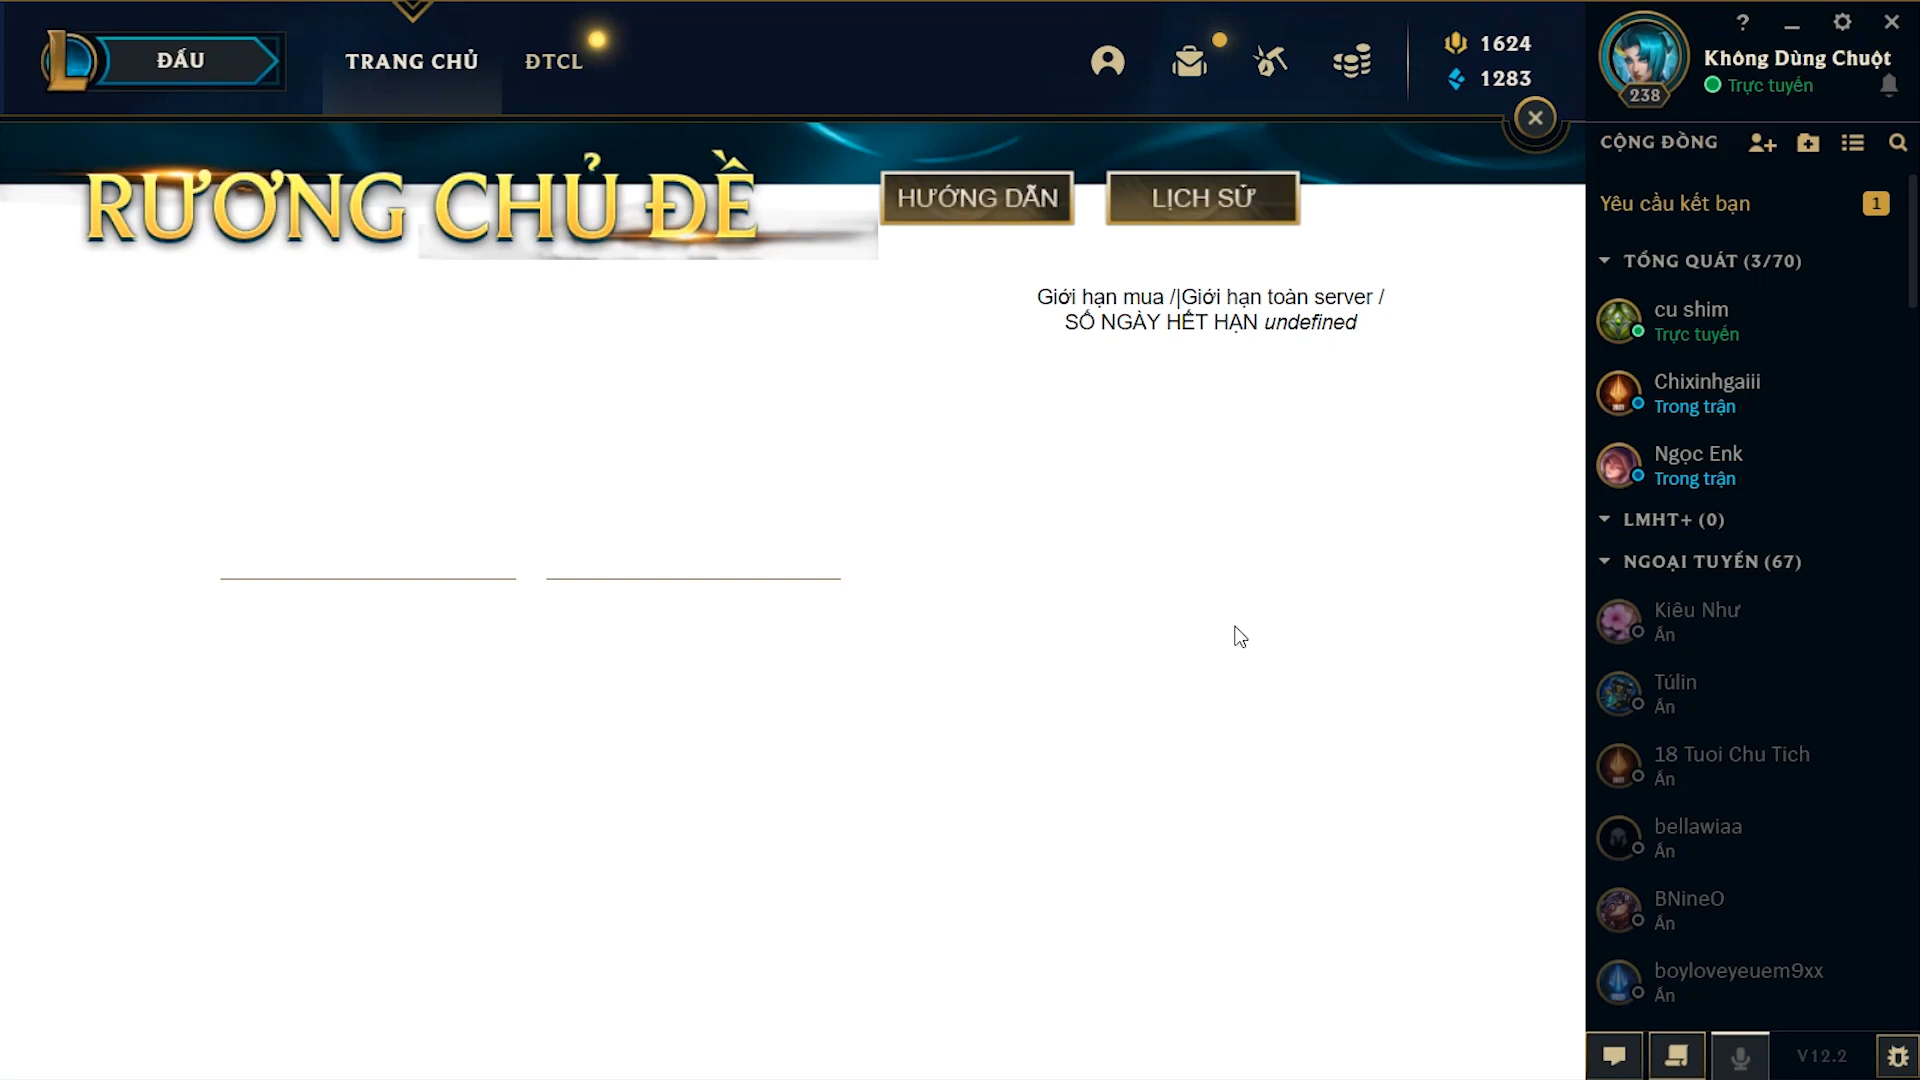 ĐẤU
TRANG CHỦ
ĐTCL
1624
1283
238
Không Dùng Chuột
Trực tuyến
RƯƠNG CHỦ ĐỀ
HƯỚNG DẪN
LỊCH SỬ
Giới hạn mua /|Giới hạn toàn server /
SỐ NGÀY HẾT HẠN undefined
CỘNG ĐỒNG
Yêu cầu kết bạn
1
TỔNG QUÁT (3/70)
cu shim
Trực tuyến
Chixinhgaiii
Trong trận
Ngọc Enk
Trong trận
LMHT+ (0)
NGOẠI TUYẾN (67)
Kiêu Như
Ẩn
Túlin
Ẩn
18 Tuoi Chu Tich
Ẩn
bellawiaa
Ẩn
BNineO
Ẩn
boyloveyeuem9xx
Ẩn
V12.2